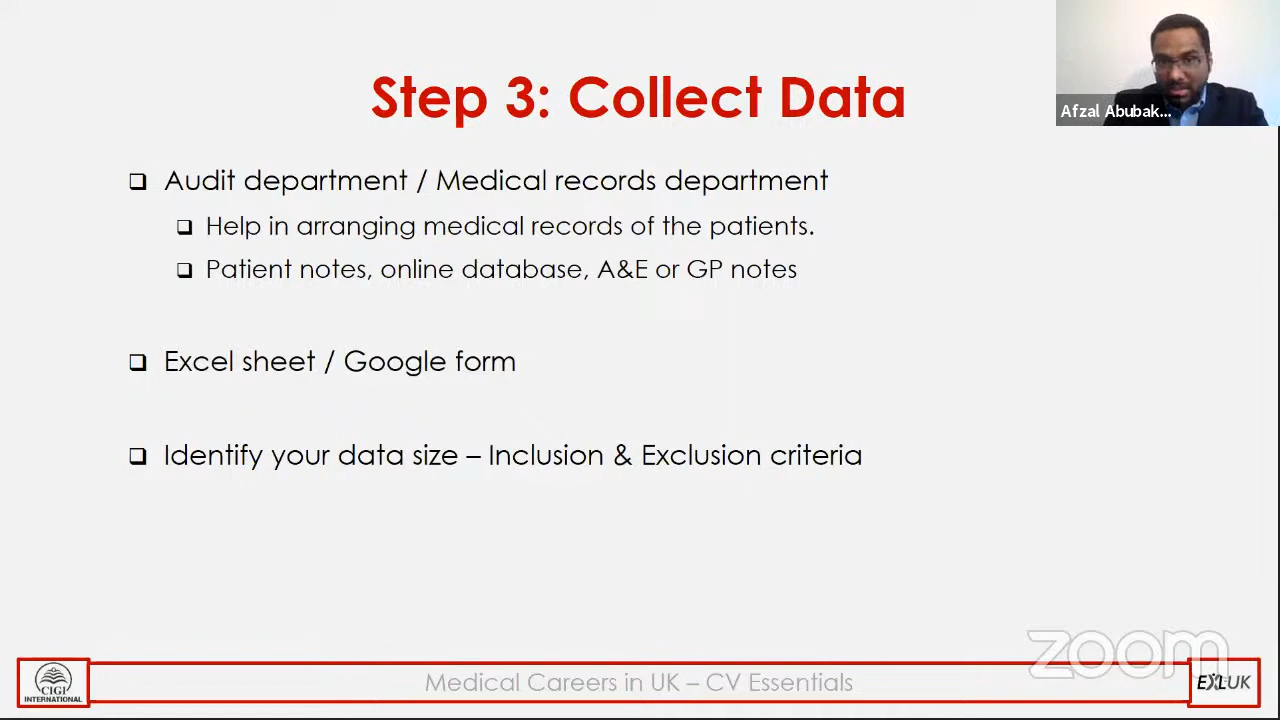 Step 3: Collect Data
Afzal Abubak...
Audit department / Medical records department
Help in arranging medical records of the patients.
Patient notes, online database, A&E or GP notes
Excel sheet / Google form
Identify your data size – Inclusion & Exclusion criteria
zoom
CIGI
INTERNATIONAL
Medical Careers in UK – CV Essentials
EXLUK